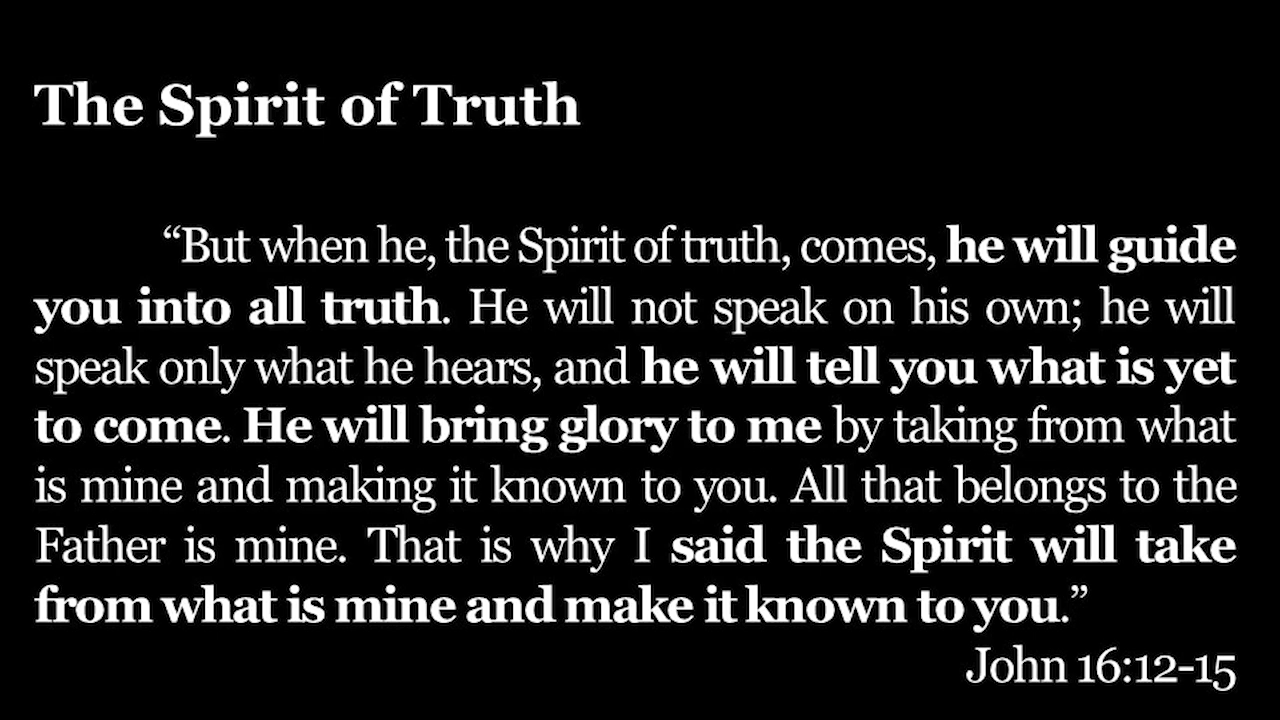 The Spirit of Truth
“But when he, the Spirit of truth, comes, he will guide
you into all truth. He will not speak on his own; he will
speak only what he hears, and he will tell you what is yet
to come. He will bring glory to me by taking from what
is mine and making it known to you. All that belongs to the
Father is mine. That is why I said the Spirit will take
from what is mine and make it known to you.”
John 16:12-15